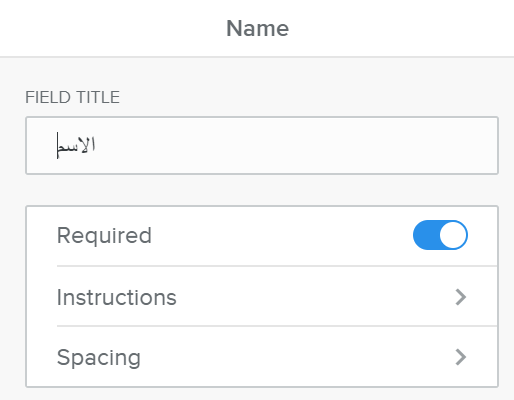 Name
FIELD TITLE
الاسم
Required
Instructions
Spacing